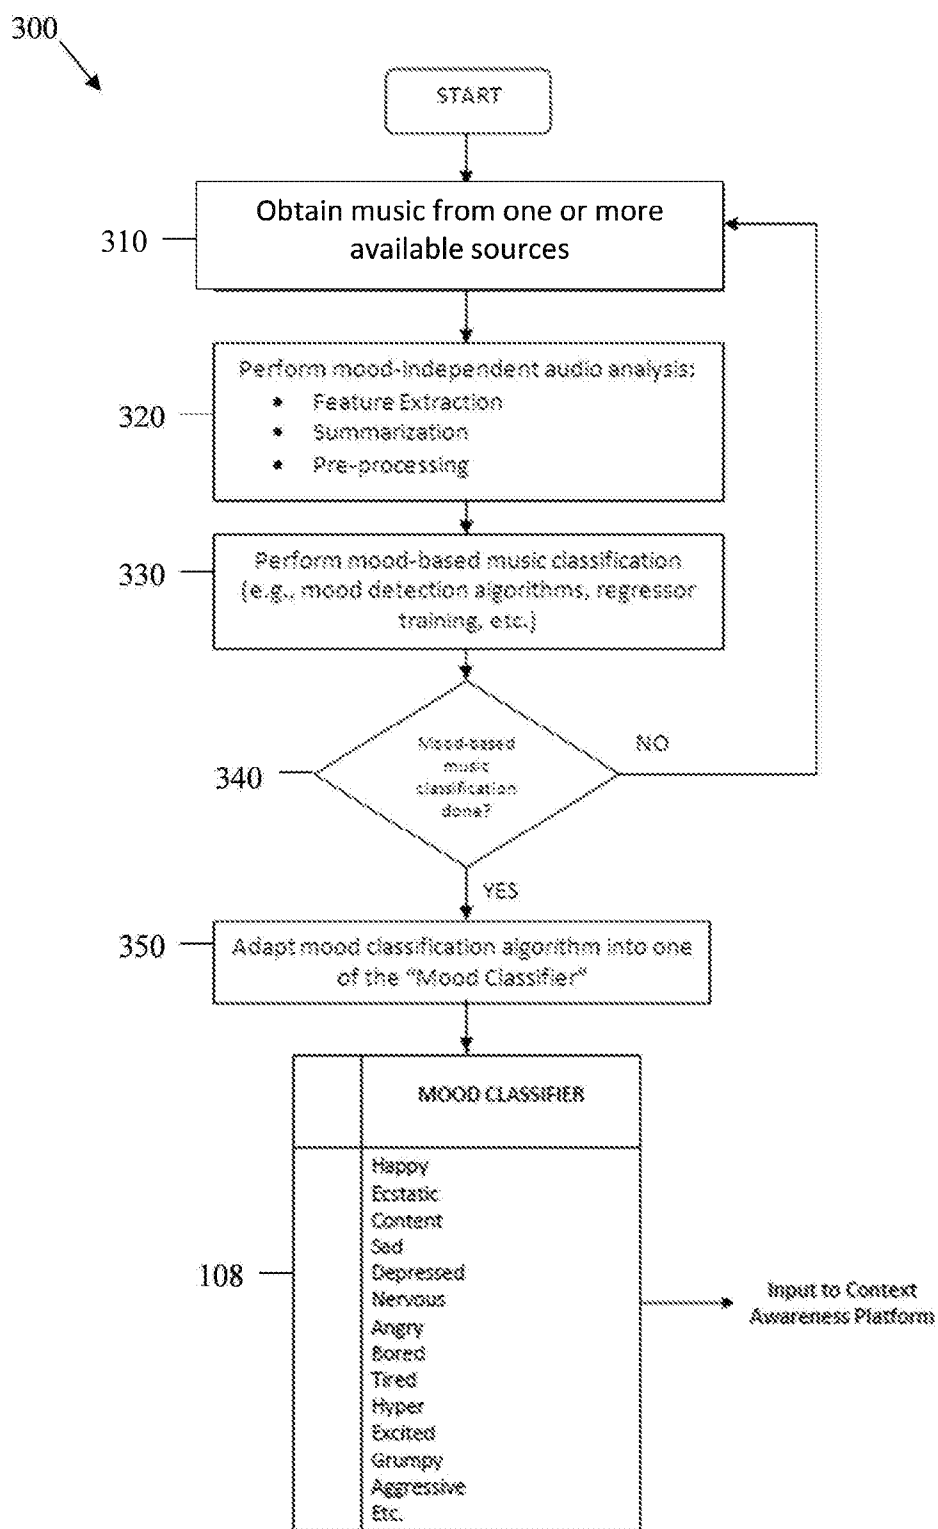 300
START
Obtain music from one or more
available sources
310
Perform mood-independent audio analysis:
• Feature Extraction
• Summarization
• Pre-processing
320
Perform mood-based music classification
(e.g., mood detection algorithms, regressor
training, etc.)
330
Mood-based
music
classification
done?
340
NO
YES
Adapt mood classification algorithm into one
of the "Mood Classifier"
350
MOOD CLASSIFIER
Happy
Ecstatic
Content
Sad
Depressed
Nervous
Angry
Bored
Tired
Hyper
Excited
Grumpy
Aggressive
Etc.
108
Input to Context
Awareness Platform